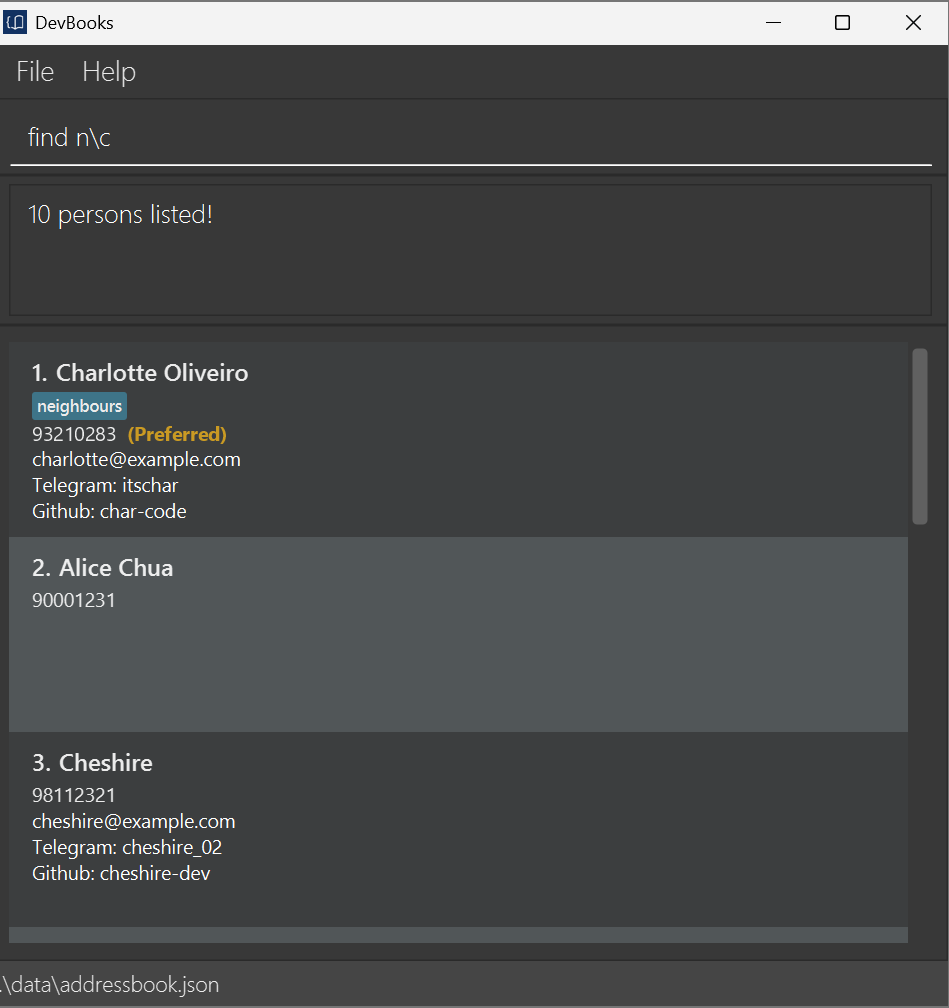 DevBooks
File Help
find n\c
10 persons listed!
1. Charlotte Oliveiro
neighbours
93210283 (Preferred)
charlotte@example.com
Telegram: itschar
Github: char-code
2. Alice Chua
90001231
3. Cheshire
98112321
cheshire@example.com
Telegram: cheshire_02
Github: cheshire-dev
.\data\addressbook.json